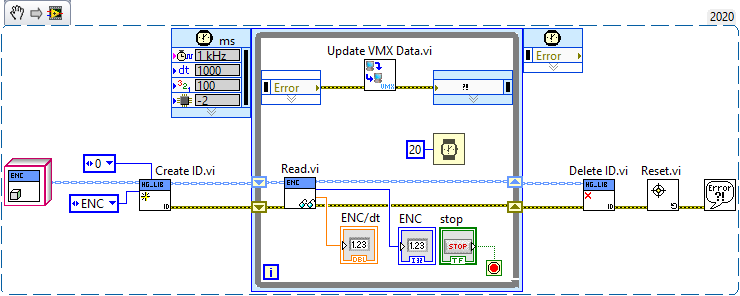 2020
ms
1 kHz
dt 1000
321 100
-2
Error
Update VMX Data.vi
VMX
Error
?!
20
0
Create ID.vi
Read.vi
Delete ID.vi
Reset.vi
ENC
HG_LIB
ID
ENC
ENC
HG_LIB
ID
Error
?!
ENC/dt
ENC
stop
1.23
DBL
1.23
I32
STOP
TF
i